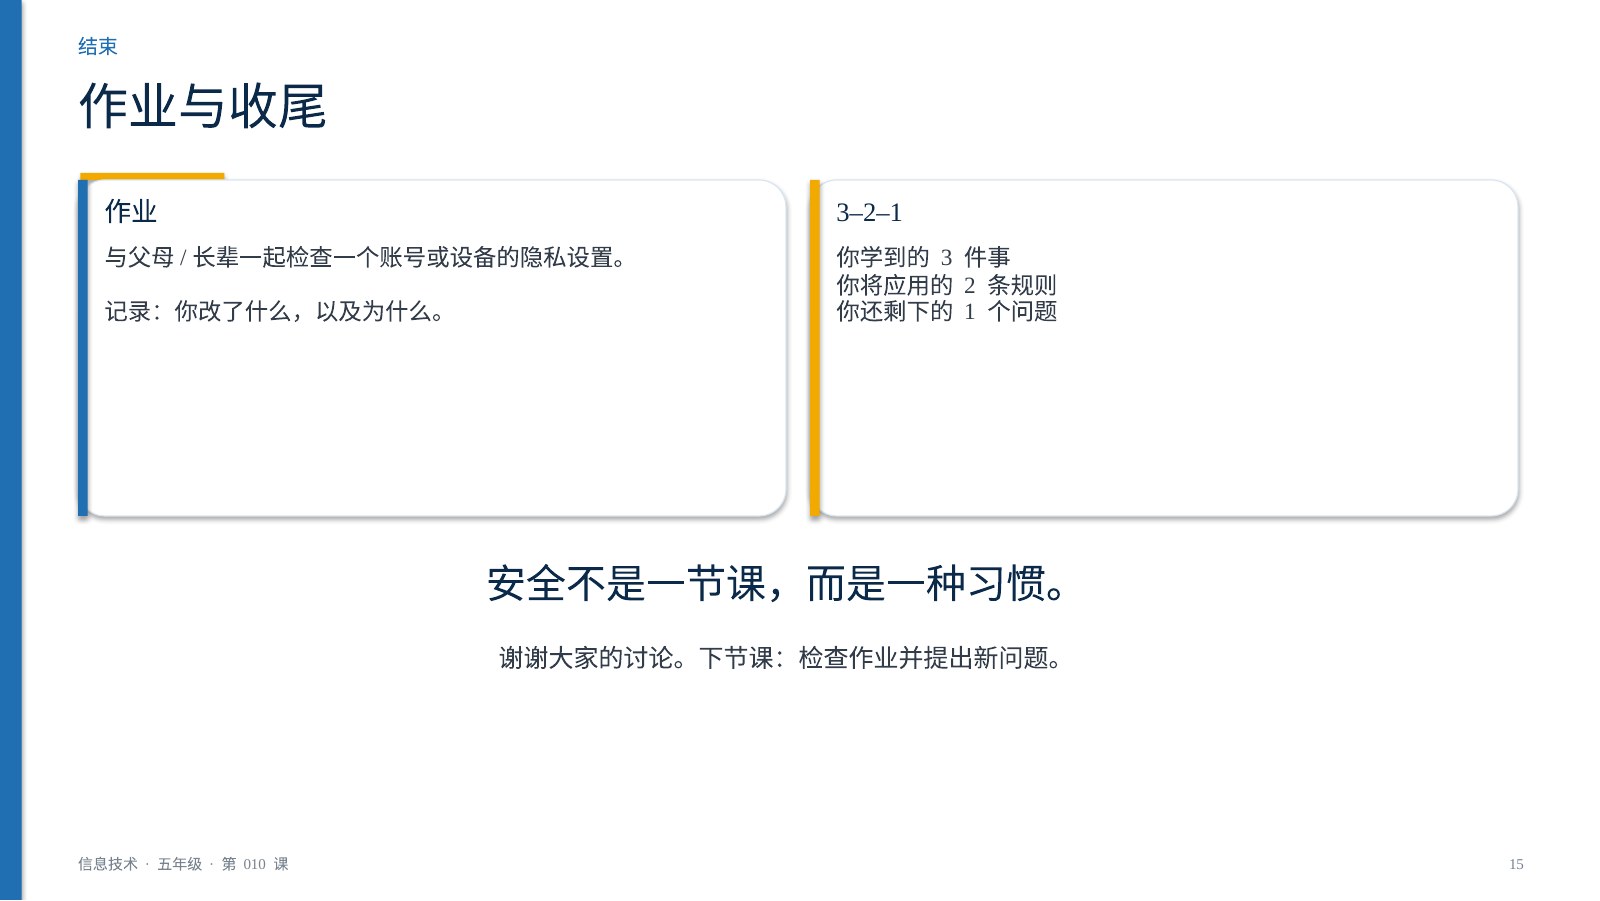 结束
作业与收尾
作业
与父母 / 长辈一起检查一个账号或设备的隐私设置。
记录：你改了什么，以及为什么。
3–2–1
你学到的 3 件事
你将应用的 2 条规则
你还剩下的 1 个问题
安全不是一节课，而是一种习惯。
谢谢大家的讨论。下节课：检查作业并提出新问题。
信息技术 · 五年级 · 第 010 课
15